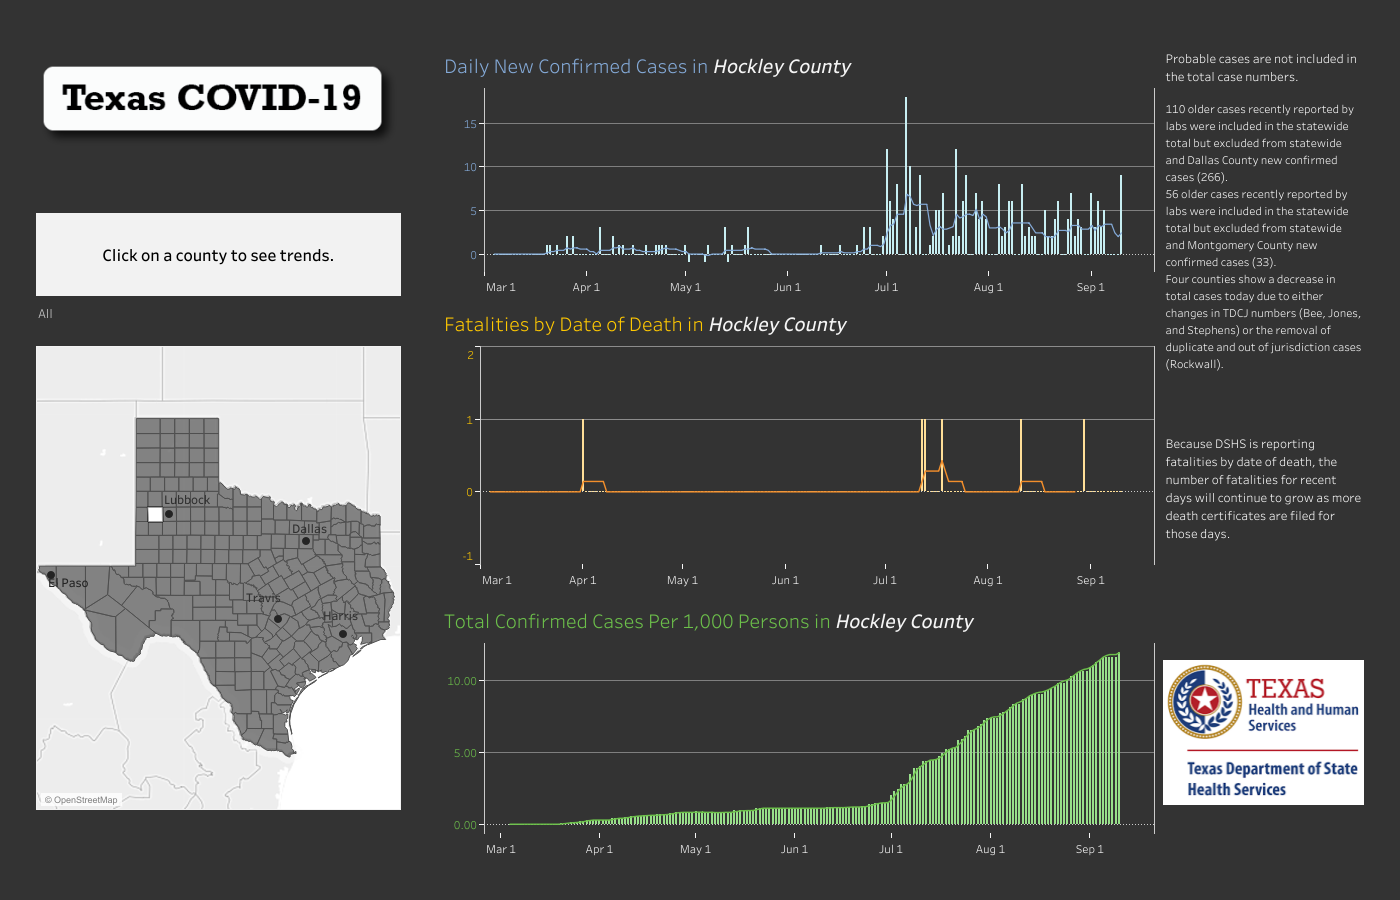 Texas COVID-19
Click on a county to see trends.
All
Lubbock
Dallas
El Paso
Travis
Harris
© OpenStreetMap
Daily New Confirmed Cases in Hockley County
15
10
5
0
Mar 1 Apr 1 May 1 Jun 1 Jul 1 Aug 1 Sep 1
Fatalities by Date of Death in Hockley County
2
1
0
-1
Mar 1 Apr 1 May 1 Jun 1 Jul 1 Aug 1 Sep 1
Total Confirmed Cases Per 1,000 Persons in Hockley County
10.00
5.00
0.00
Mar 1 Apr 1 May 1 Jun 1 Jul 1 Aug 1 Sep 1
Probable cases are not included in
the total case numbers.
110 older cases recently reported by
labs were included in the statewide
total but excluded from statewide
and Dallas County new confirmed
cases (266).
56 older cases recently reported by
labs were included in the statewide
total but excluded from statewide
and Montgomery County new
confirmed cases (33).
Four counties show a decrease in
total cases today due to either
changes in TDCJ numbers (Bee, Jones,
and Stephens) or the removal of
duplicate and out of jurisdiction cases
(Rockwall).
Because DSHS is reporting
fatalities by date of death, the
number of fatalities for recent
days will continue to grow as more
death certificates are filed for
those days.
TEXAS
Health and Human
Services
Texas Department of State
Health Services